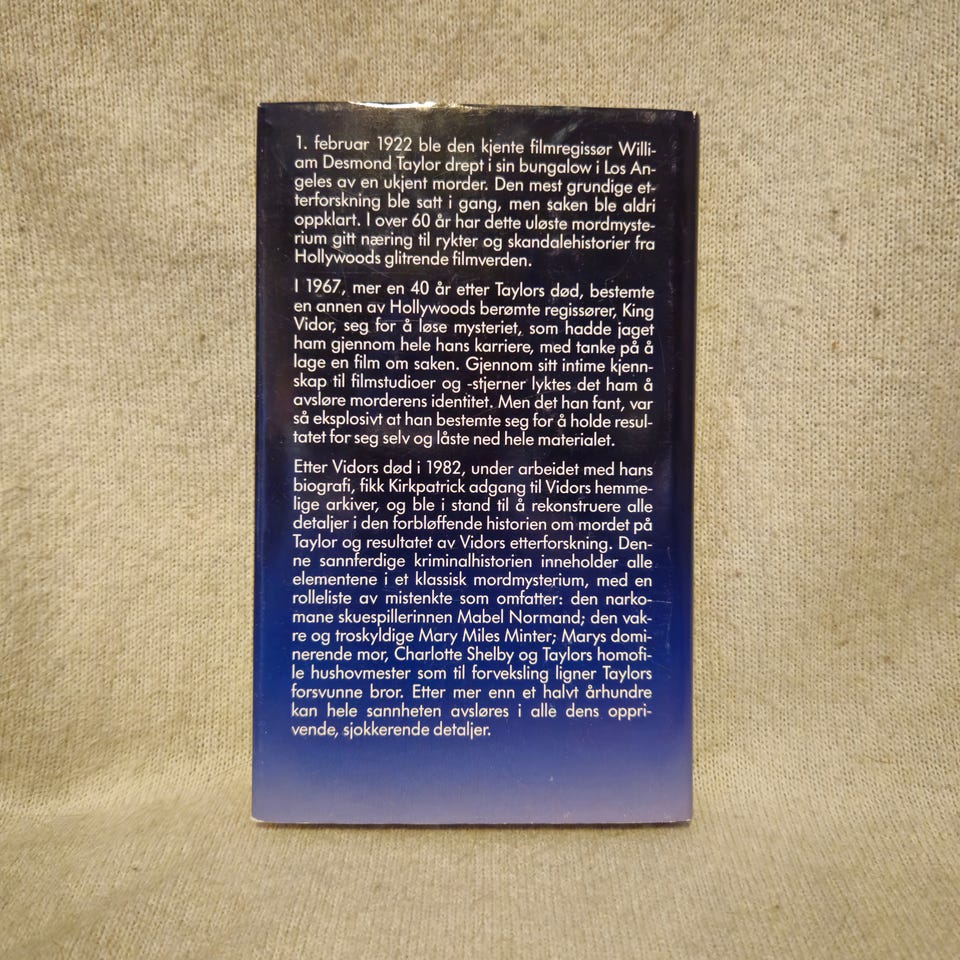 1. februar 1922 ble den kjente filmregissør Willi-
am Desmond Taylor drept i sin bungalow i Los An-
geles av en ukjent morder. Den mest grundige et-
terforskning ble satt i gang, men saken ble aldri
oppklart. I over 60 år har dette uløste mordmyste-
rium gitt næring til rykter og skandalehistorier fra
Hollywoods glitrende filmverden.
I 1967, mer en 40 år etter Taylors død, bestemte
en annen av Hollywoods berømte regissører, King
Vidor, seg for å løse mysteriet, som hadde jaget
ham gjennom hele hans karriere, med tanke på å
lage en film om saken. Gjennom sitt intime kjenn-
skap til filmstudioer og -stjerner lyktes det ham å
avsløre morderens identitet. Men det han fant, var
så eksplosivt at han bestemte seg for å holde resul-
tatet for seg selv og låste ned hele materialet.
Etter Vidors død i 1982, under arbeidet med hans
biografi, fikk Kirkpatrick adgang til Vidors hemme-
lige arkiver, og ble i stand til å rekonstruere alle
detaljer i den forbløffende historien om mordet på
Taylor og resultatet av Vidors etterforskning. Den-
ne sannferdige kriminalhistorien inneholder alle
elementene i et klassisk mordmysterium, med en
rolleliste av mistenkte som omfatter: den narko-
mane skuespillerinnen Mabel Normand; den vak-
re og troskyldige Mary Miles Minter; Marys domi-
nerende mor, Charlotte Shelby og Taylors homofi-
le hushovmester som til forveksling ligner Taylors
forsvunne bror. Etter mer enn et halvt århundre
kan hele sannheten avsløres i alle dens oppri-
vende, sjokkerende detaljer.